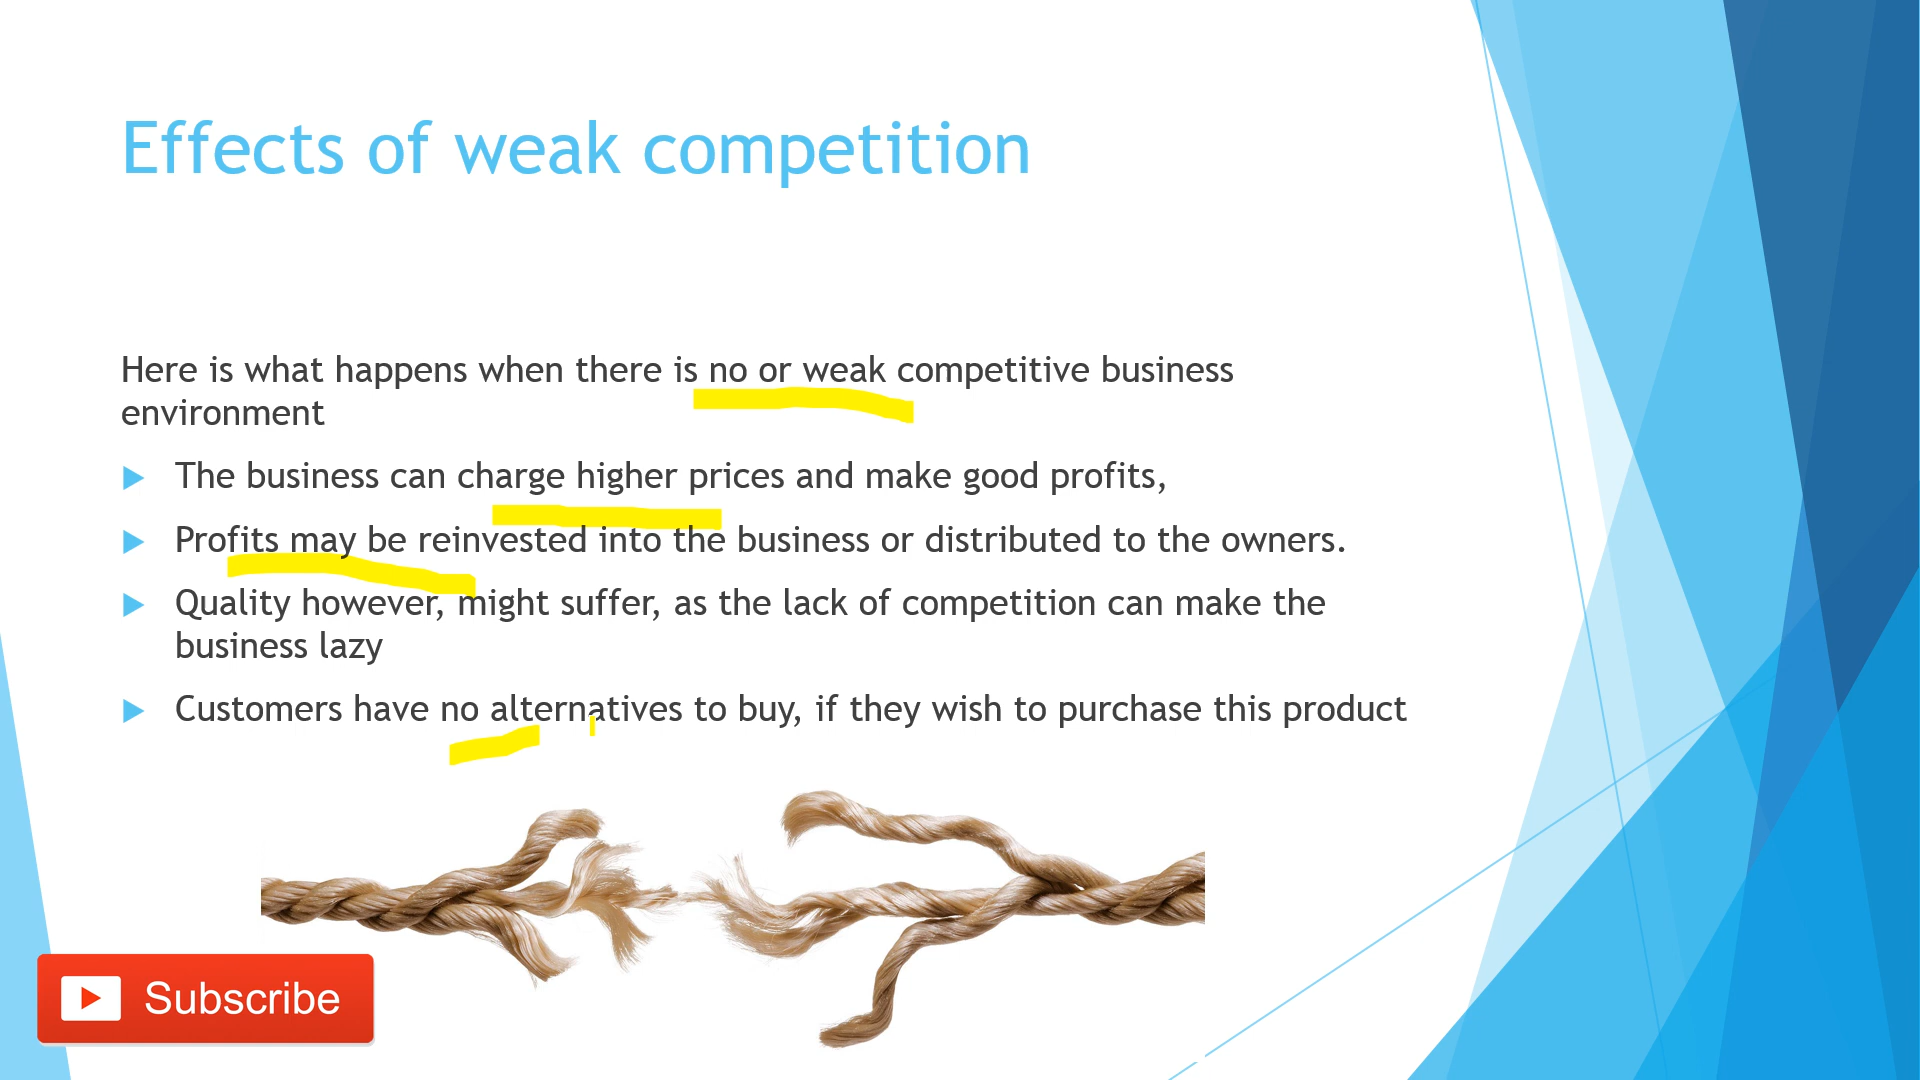 Effects of weak competition
Here is what happens when there is no or weak competitive business
environment
The business can charge higher prices and make good profits,
Profits may be reinvested into the business or distributed to the owners.
Quality however, might suffer, as the lack of competition can make the
business lazy
Customers have no alternatives to buy, if they wish to purchase this product
Subscribe